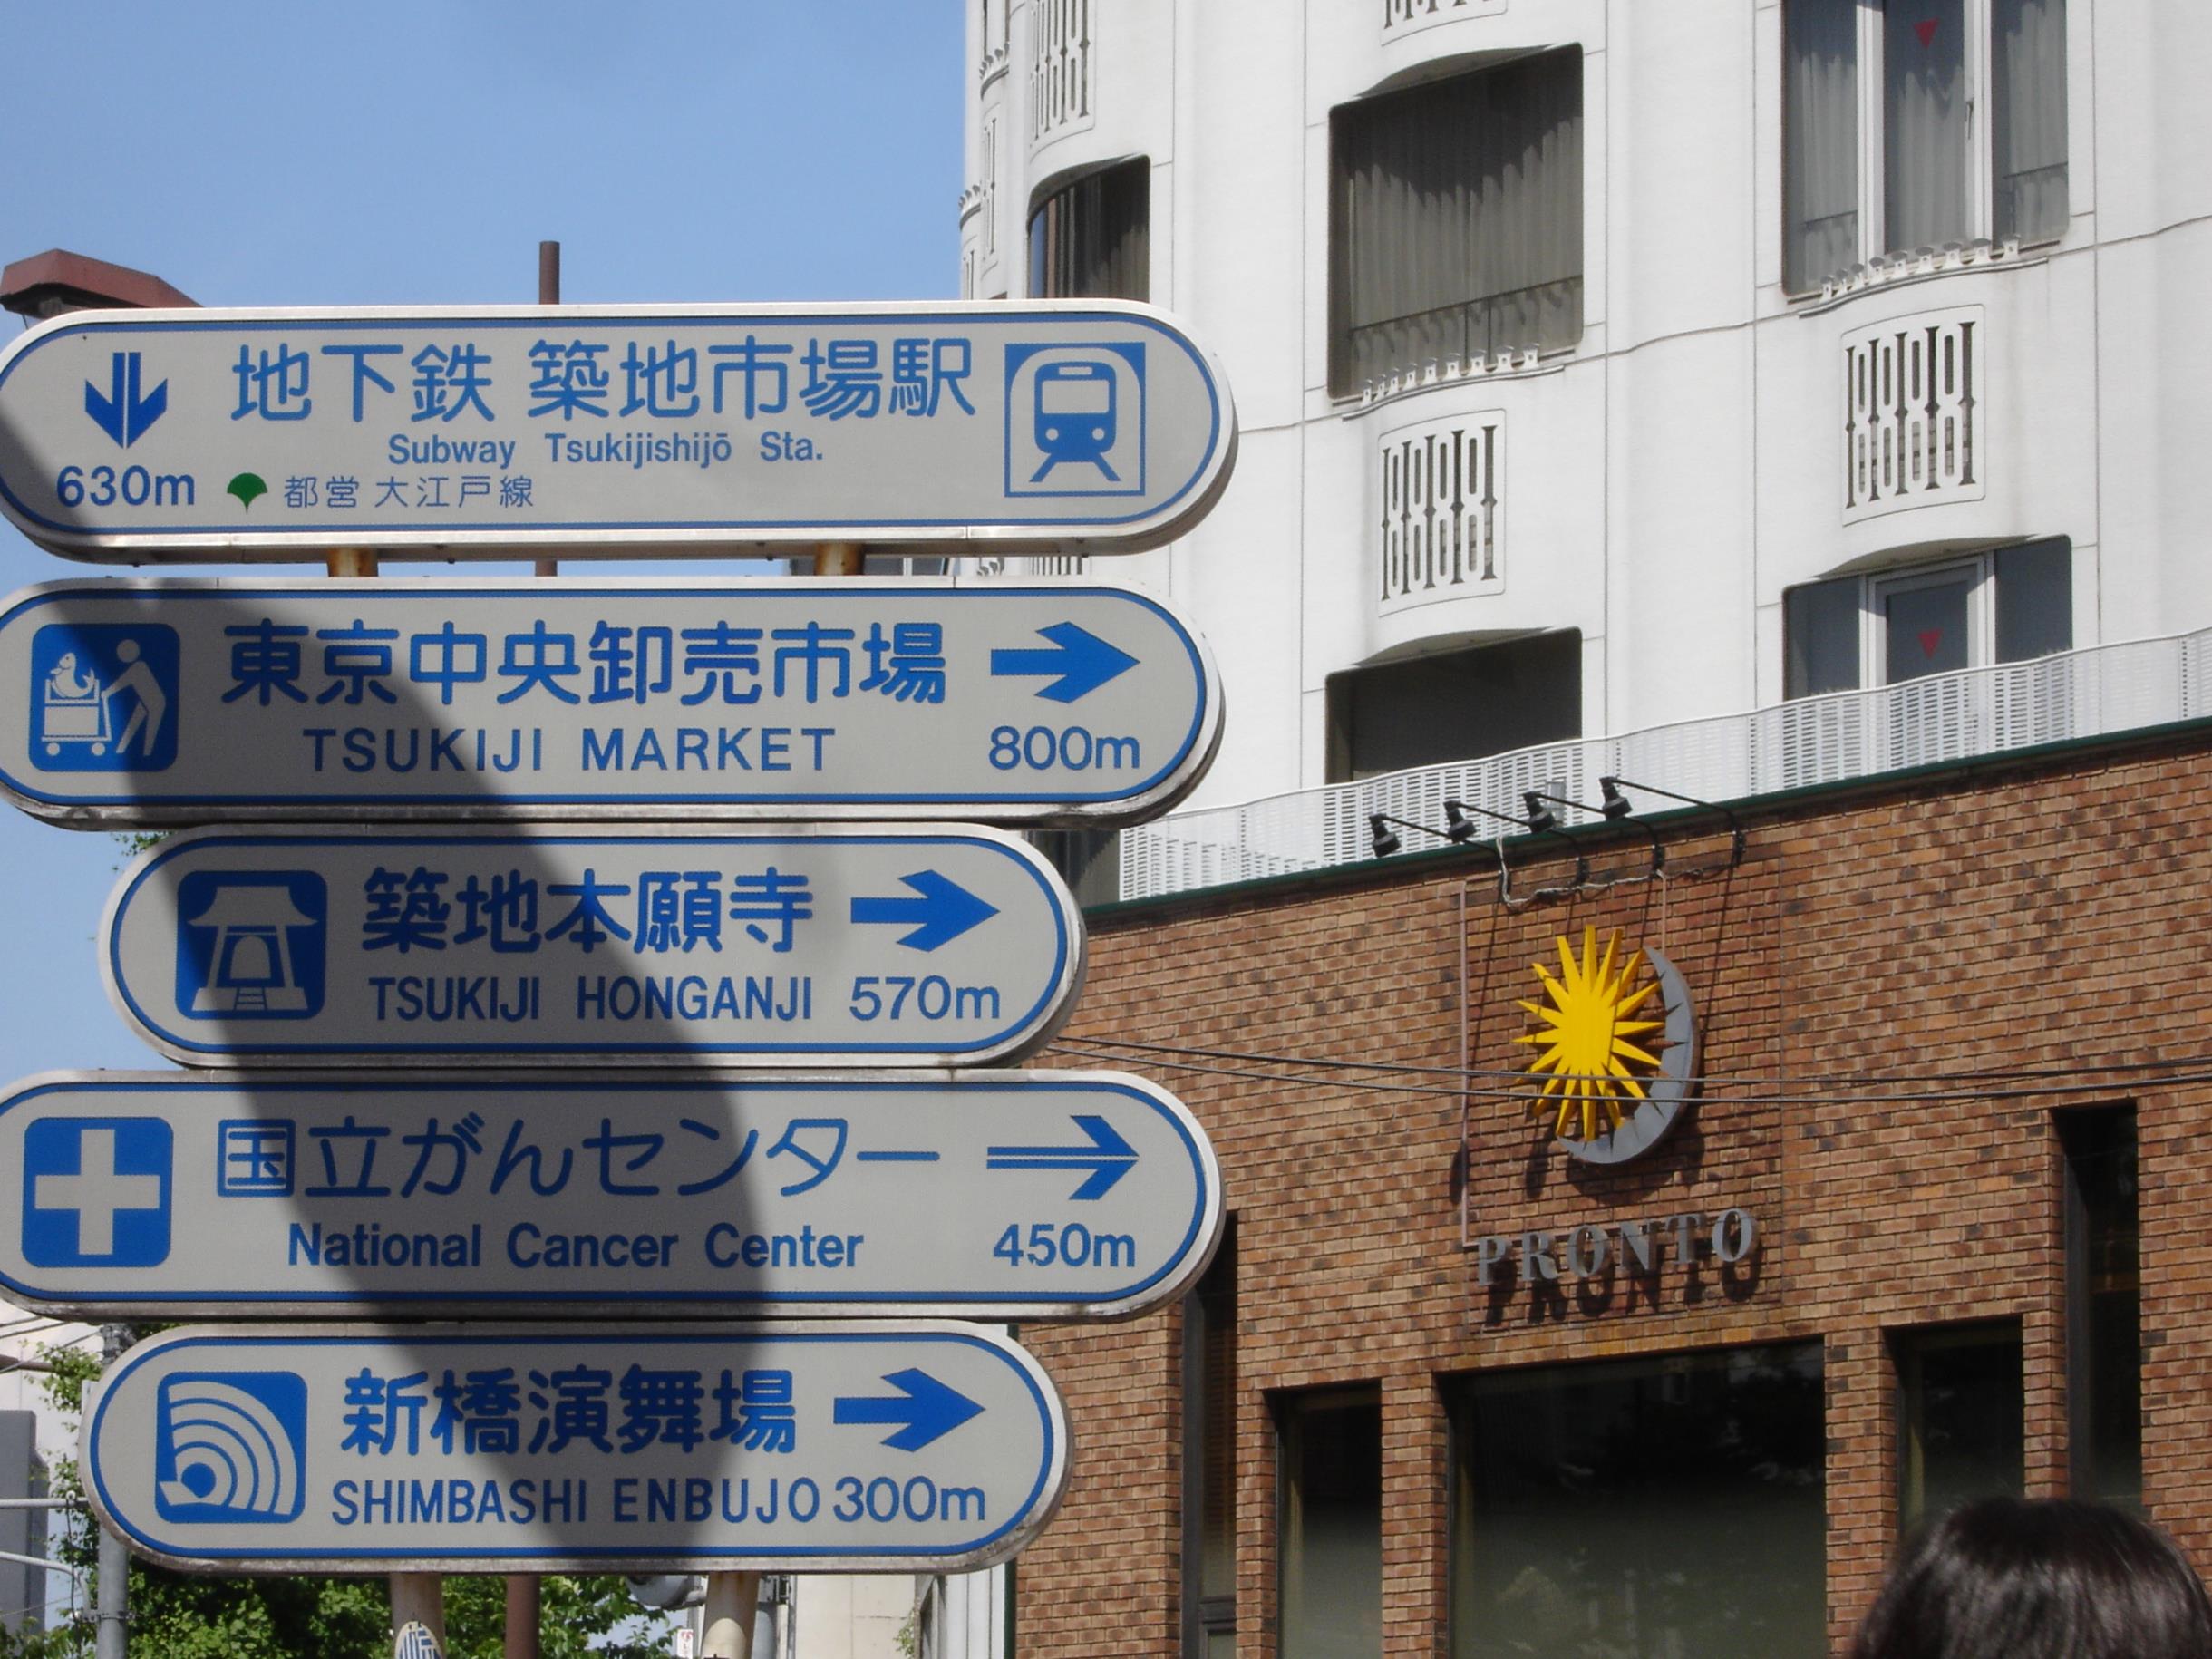 地下鉄 築地市場駅
Subway Tsukijishijō Sta.
630m 都営 大江戸線
東京中央卸売市場
TSUKIJI MARKET 800m
築地本願寺
TSUKIJI HONGANJI 570m
国立がんセンター
National Cancer Center 450m
新橋演舞場
SHIMBASHI ENBUJO 300m
PRONTO